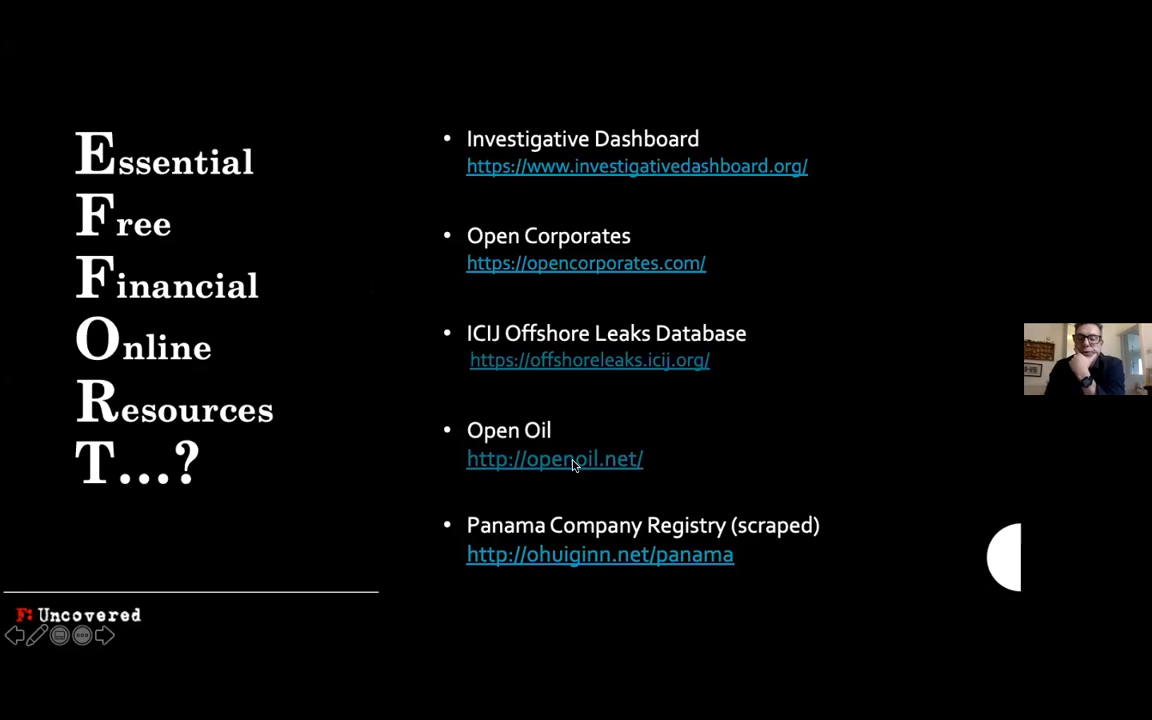 Essential
Free
Financial
Online
Resources
T...?
• Investigative Dashboard
https://www.investigativedashboard.org/
• Open Corporates
https://opencorporates.com/
• ICIJ Offshore Leaks Database
https://offshoreleaks.icij.org/
• Open Oil
http://openoil.net/
• Panama Company Registry (scraped)
http://ohuiginn.net/panama
F: Uncovered